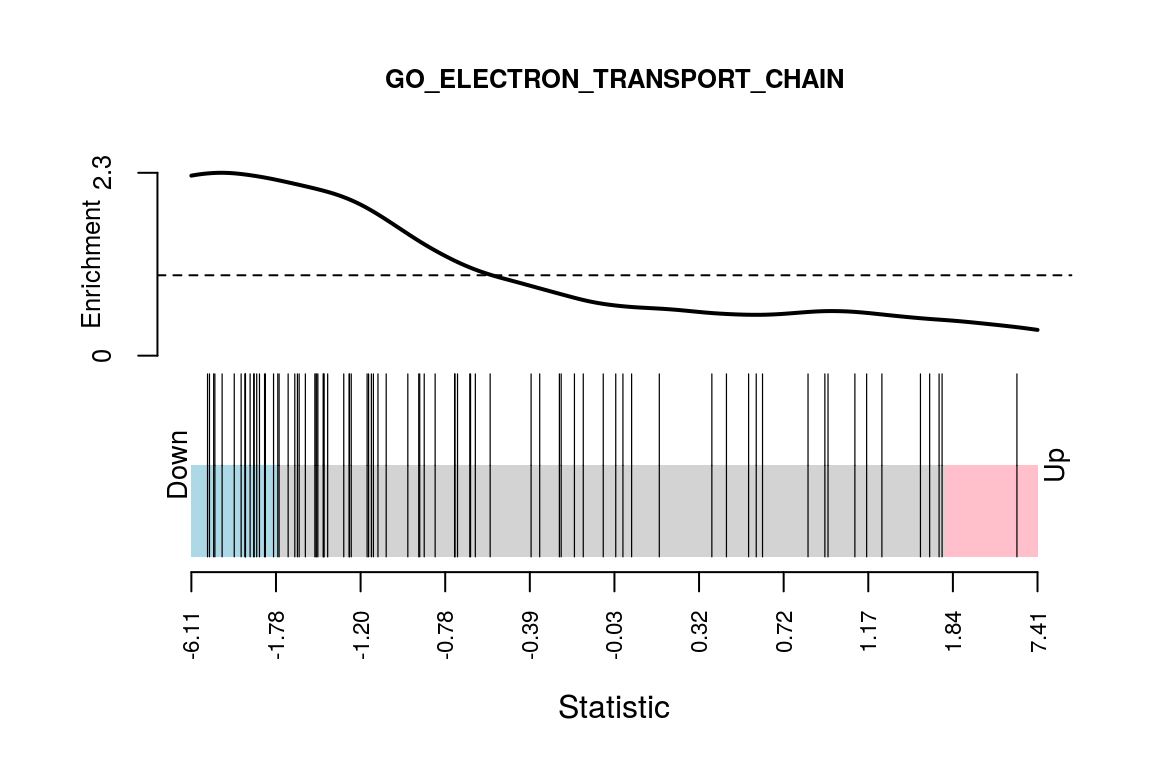 GO_ELECTRON_TRANSPORT_CHAIN
Enrichment
2.3
0
Down
Up
-6.11
-1.78
-1.20
-0.78
-0.39
-0.03
0.32
0.72
1.17
1.84
7.41
Statistic